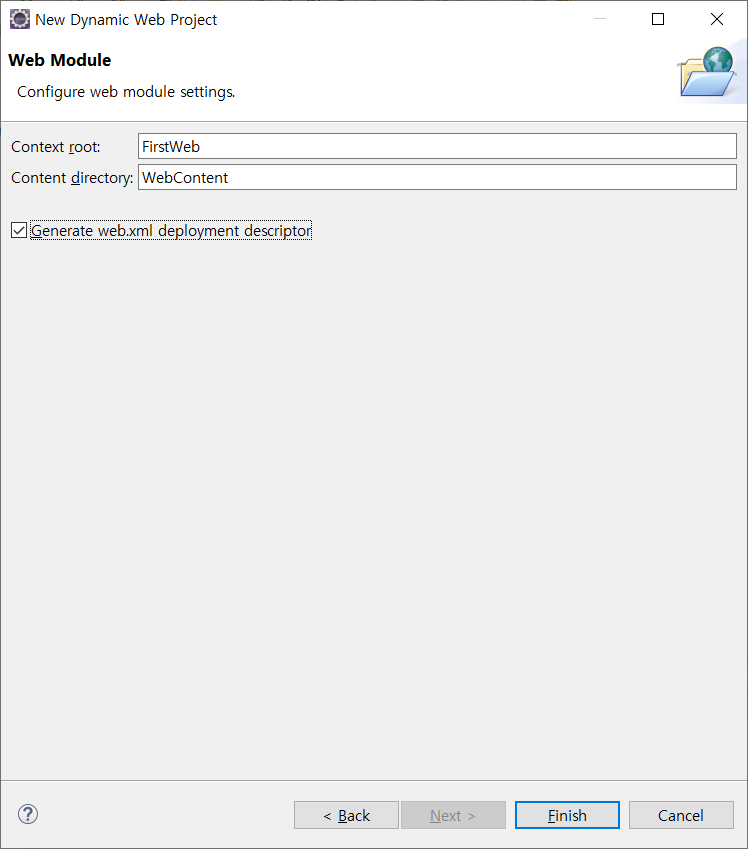 New Dynamic Web Project
Web Module
Configure web module settings.
Context root: FirstWeb
Content directory: WebContent
Generate web.xml deployment descriptor
? < Back Next > Finish Cancel